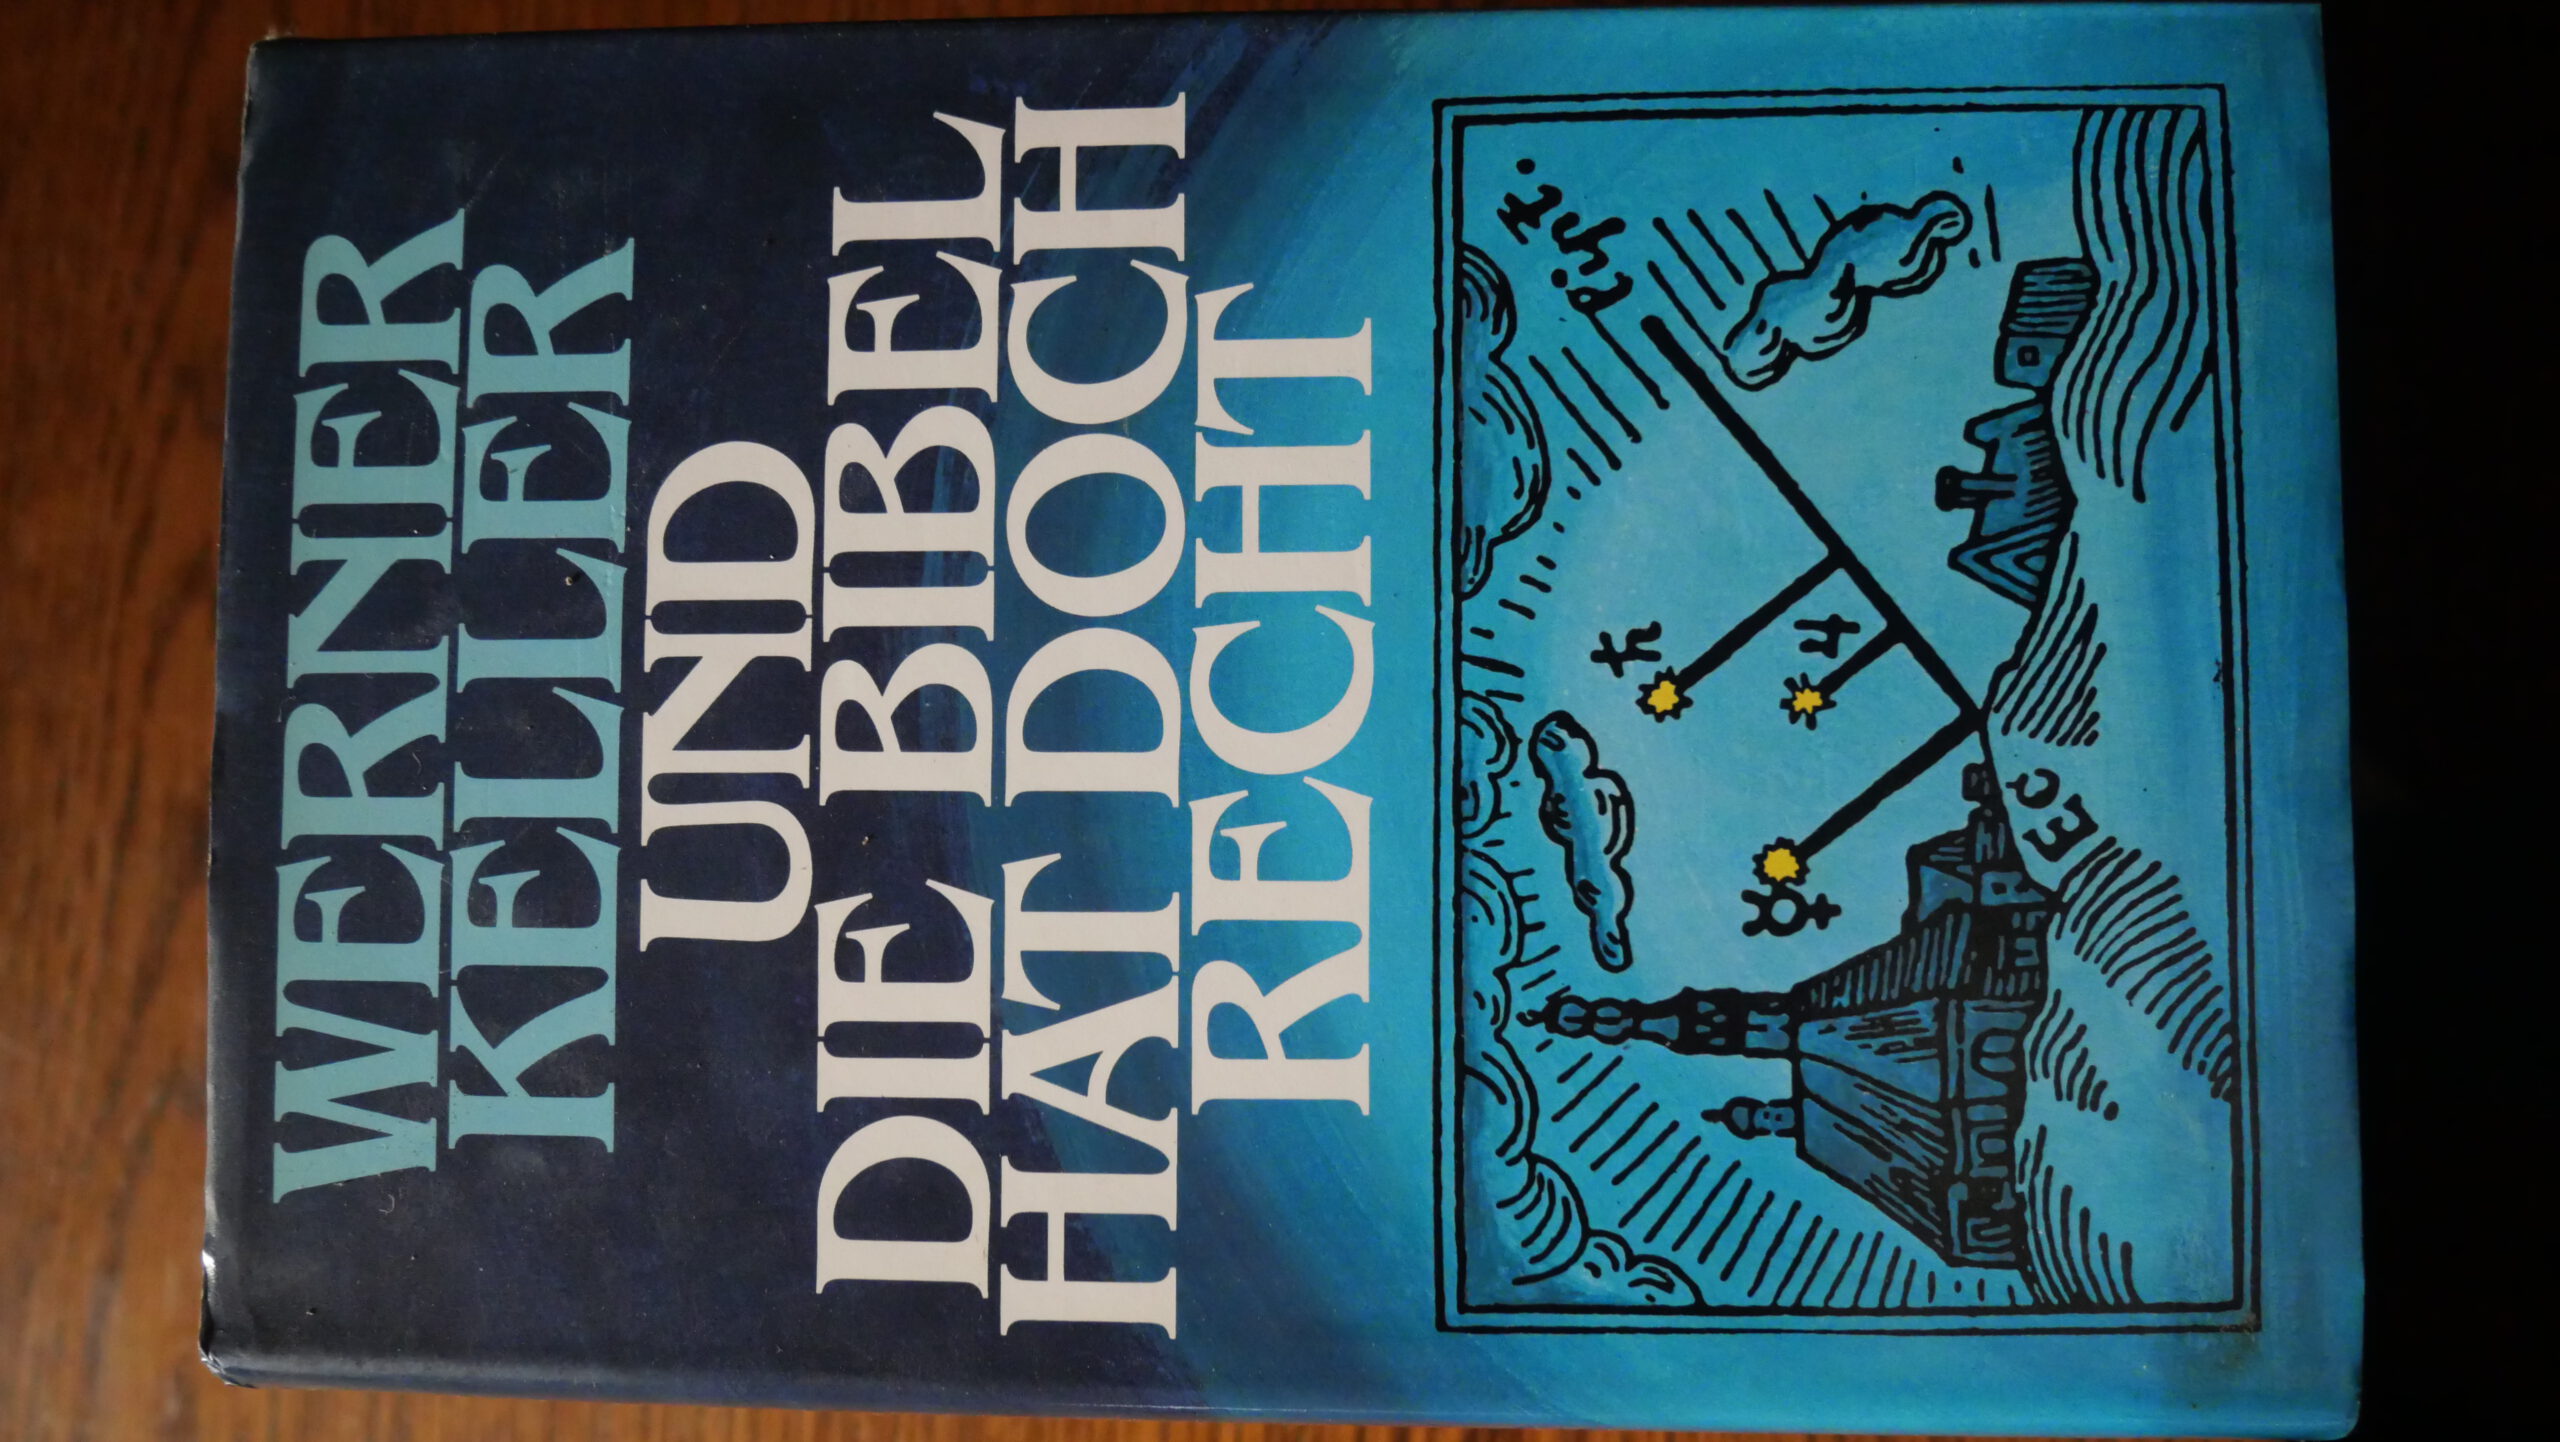 WERNER
KELLER
UND
DIE BIBEL
HAT DOCH
RECHT
♄
♃
☿